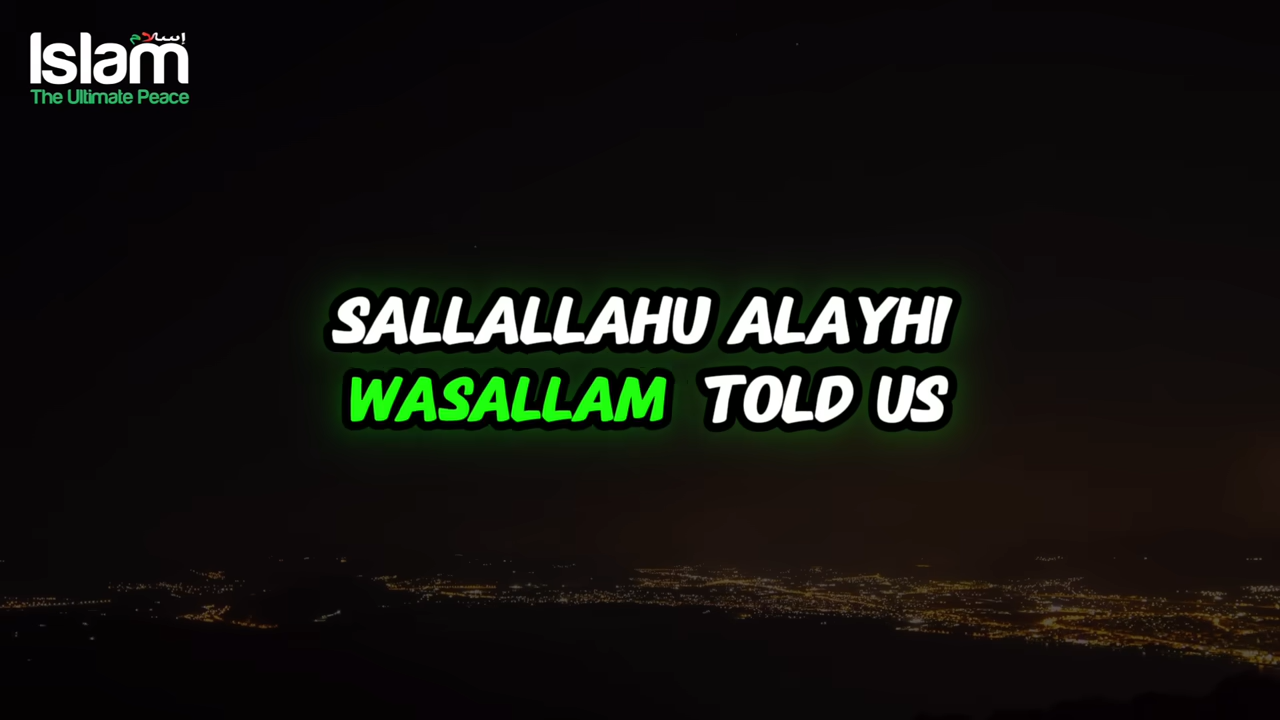 إسلام
Islam
The Ultimate Peace
SALLALLAHU ALAYHI
WASALLAM TOLD US